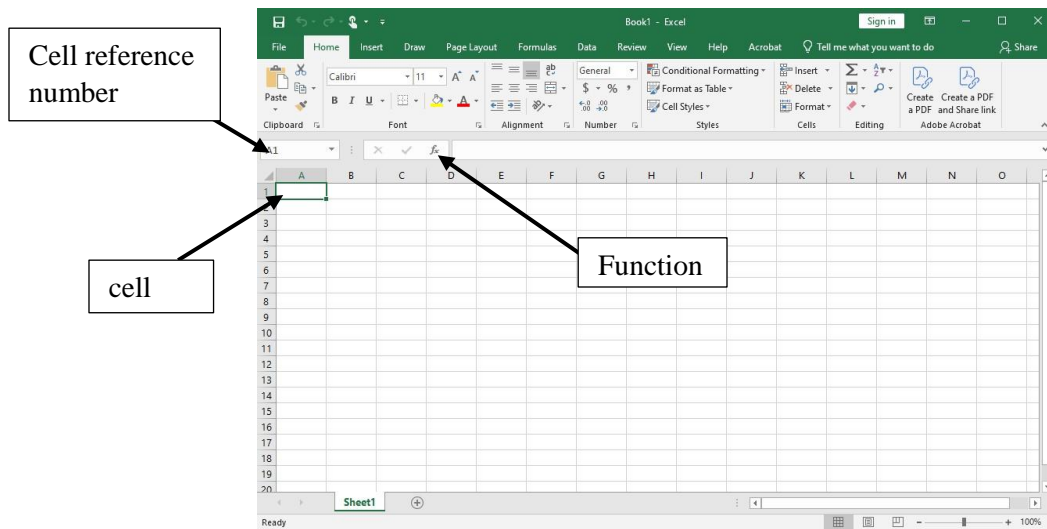 Book1 - Excel
Sign in
File Home Insert Draw Page Layout Formulas Data Review View Help Acrobat Tell me what you want to do Share
Cell reference
number
Paste
Calibri 11 A A
B I U A
ab
General
$ % ,
Conditional Formatting
Format as Table
Cell Styles
Insert
Delete
Format
Create a PDF
Create a PDF and Share link
Clipboard Font Alignment Number Styles Cells Editing Adobe Acrobat
A1 fx
A B C D E F G H I J K L M N O
1
2
3
4
5
6
7
8
9
10
11
12
13
14
15
16
17
18
19
20
cell
Function
Sheet1
Ready 100%